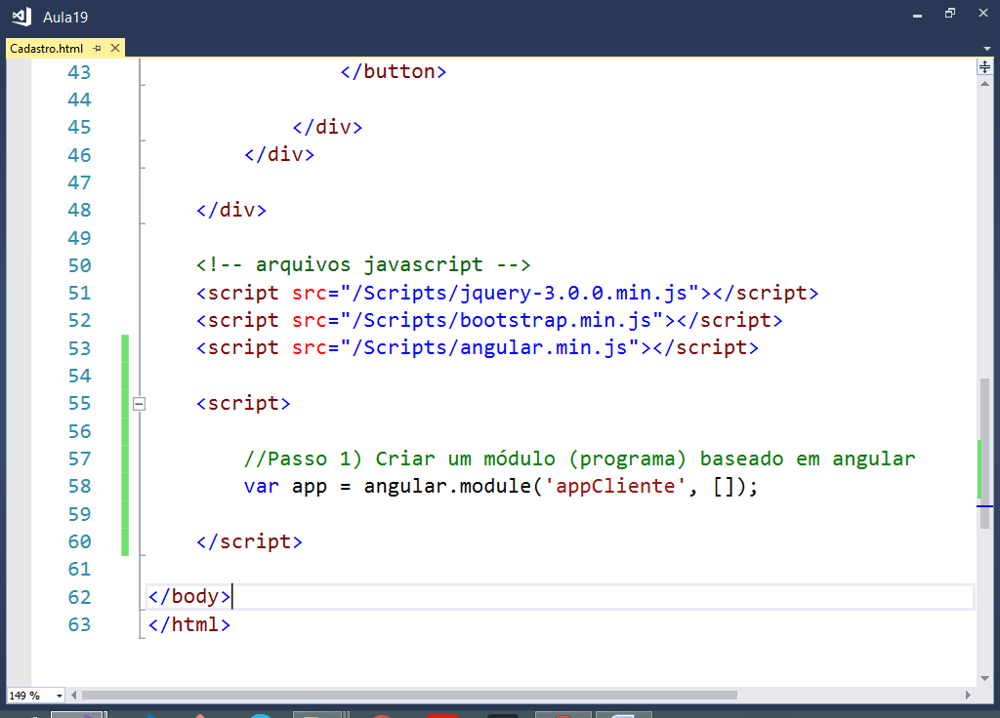 Aula19
Cadastro.html
43 </button>
44
45 </div>
46 </div>
47
48 </div>
49
50 <!-- arquivos javascript -->
51 <script src="/Scripts/jquery-3.0.0.min.js"></script>
52 <script src="/Scripts/bootstrap.min.js"></script>
53 <script src="/Scripts/angular.min.js"></script>
54
55 <script>
56
57 //Passo 1) Criar um módulo (programa) baseado em angular
58 var app = angular.module('appCliente', []);
59
60 </script>
61
62 </body>
63 </html>
149 %